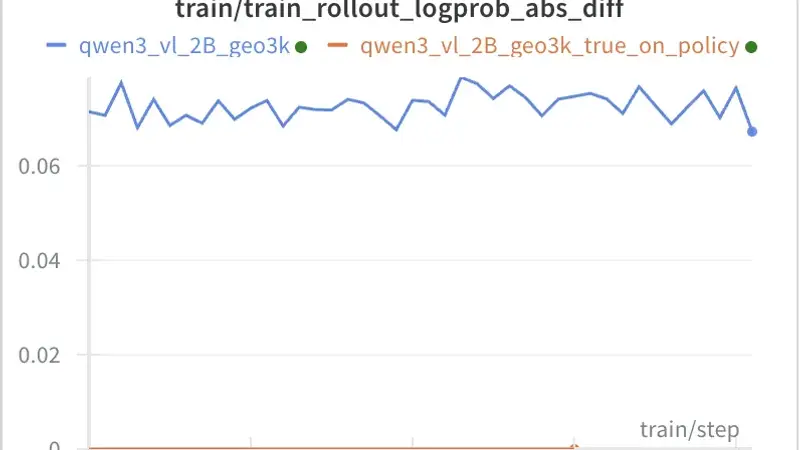 train/train_rollout_logprob_abs_diff
qwen3_vl_2B_geo3k qwen3_vl_2B_geo3k_true_on_policy
0.06
0.04
0.02
train/step
0